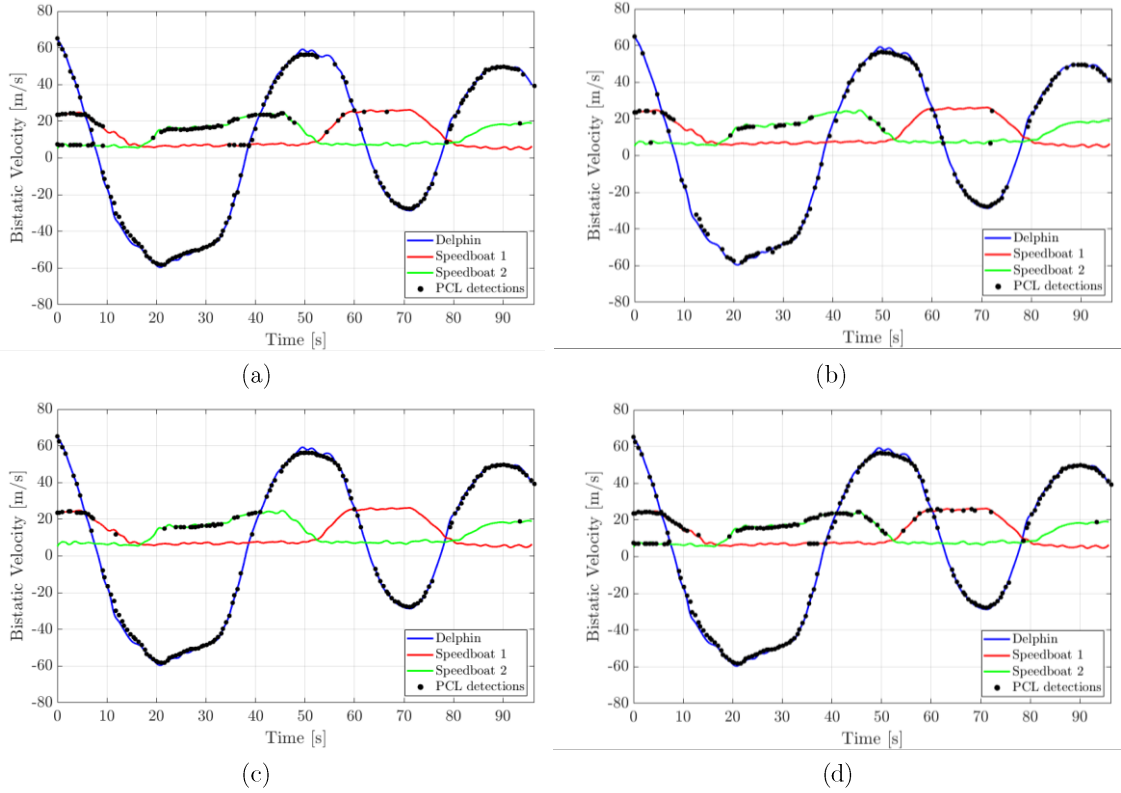 80
60
40
20
0
-20
-40
-60
-80
Bistatic Velocity [m/s]
0 10 20 30 40 50 60 70 80 90
Time [s]
Delphin
Speedboat 1
Speedboat 2
PCL detections
(a)
80
60
40
20
0
-20
-40
-60
-80
Bistatic Velocity [m/s]
0 10 20 30 40 50 60 70 80 90
Time [s]
Delphin
Speedboat 1
Speedboat 2
PCL detections
(b)
80
60
40
20
0
-20
-40
-60
-80
Bistatic Velocity [m/s]
0 10 20 30 40 50 60 70 80 90
Time [s]
Delphin
Speedboat 1
Speedboat 2
PCL detections
(c)
80
60
40
20
0
-20
-40
-60
-80
Bistatic Velocity [m/s]
0 10 20 30 40 50 60 70 80 90
Time [s]
Delphin
Speedboat 1
Speedboat 2
PCL detections
(d)